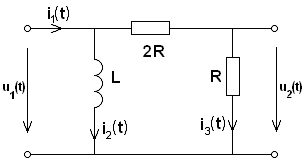 i₁(t)
2R
u₁(t)
L
R
u₂(t)
i₂(t)
i₃(t)